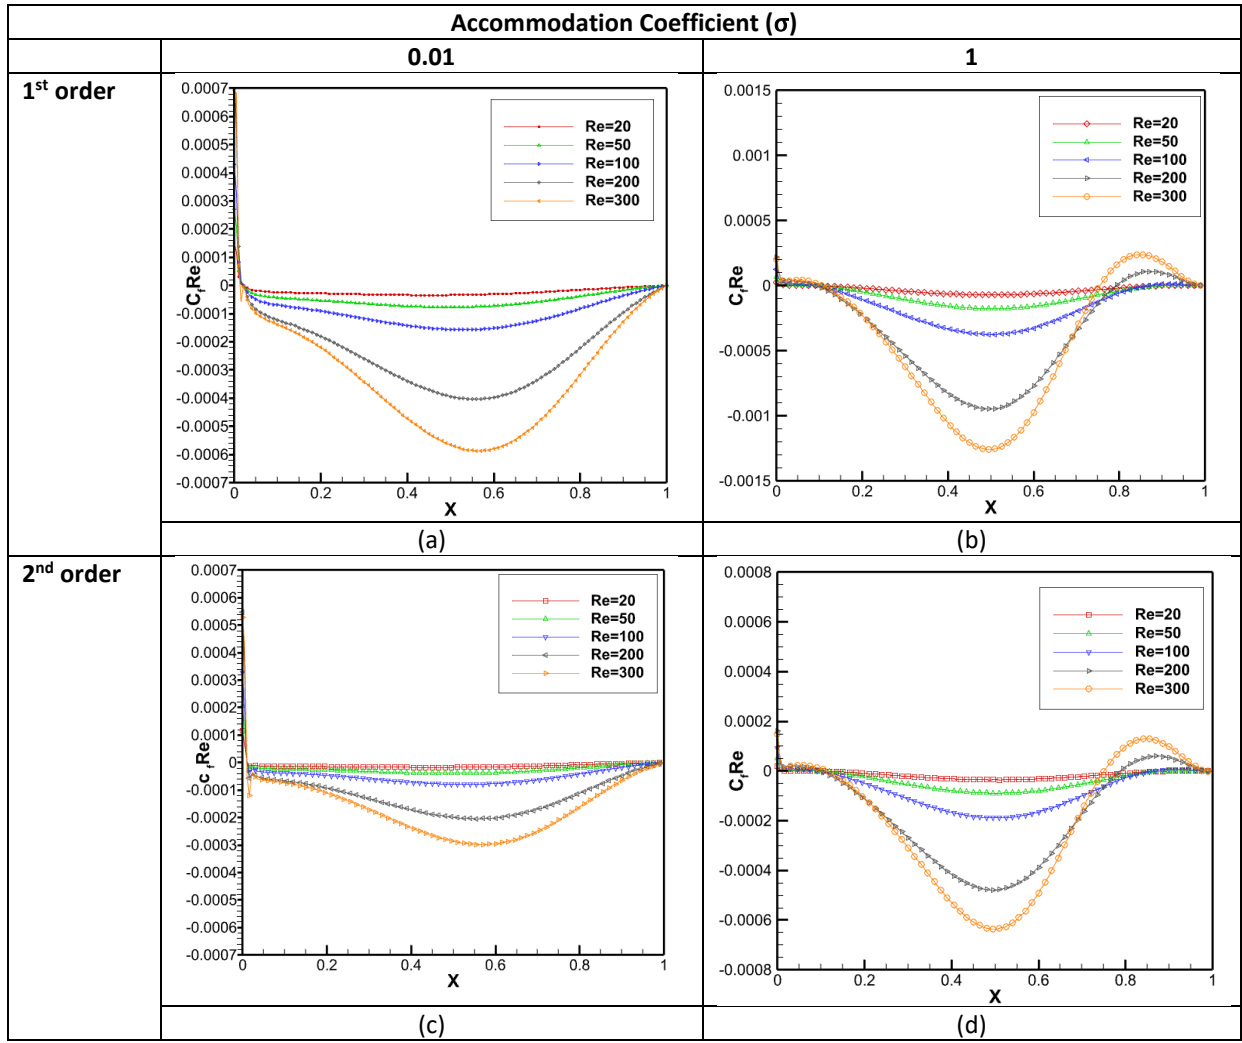 Accommodation Coefficient (σ)
0.01 1
1st order
0.0007
0.0006
0.0005
0.0004
0.0003
0.0002
0.0001
0
-0.0001
-0.0002
-0.0003
-0.0004
-0.0005
-0.0006
-0.0007
CfRe
Re=20
Re=50
Re=100
Re=200
Re=300
0 0.2 0.4 0.6 0.8 1
X
(a)
0.0015
0.001
0.0005
0
-0.0005
-0.001
-0.0015
CfRe
Re=20
Re=50
Re=100
Re=200
Re=300
0 0.2 0.4 0.6 0.8 1
X
(b)
2nd order
0.0007
0.0006
0.0005
0.0004
0.0003
0.0002
0.0001
0
-0.0001
-0.0002
-0.0003
-0.0004
-0.0005
-0.0006
-0.0007
CfRe
Re=20
Re=50
Re=100
Re=200
Re=300
0 0.2 0.4 0.6 0.8 1
X
(c)
0.0008
0.0006
0.0004
0.0002
0
-0.0002
-0.0004
-0.0006
-0.0008
CfRe
Re=20
Re=50
Re=100
Re=200
Re=300
0 0.2 0.4 0.6 0.8 1
X
(d)